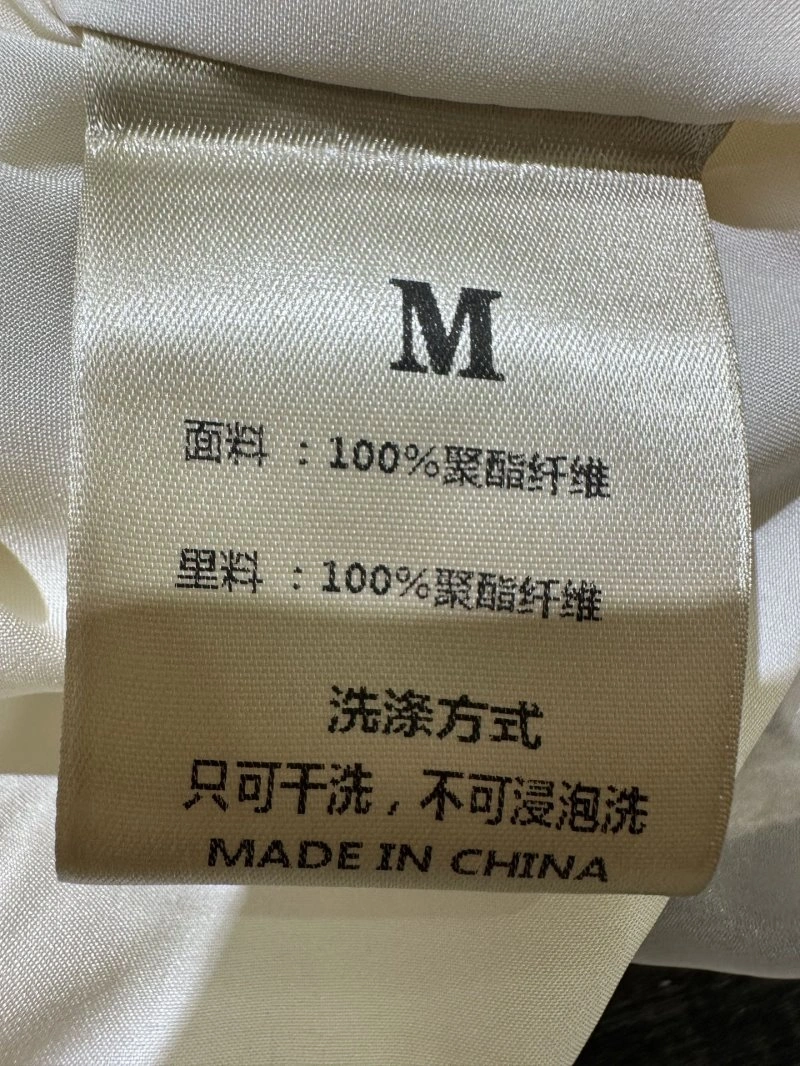 M
面料：100%聚酯纤维
里料：100%聚酯纤维
洗涤方式
只可干洗，不可浸泡洗
MADE IN CHINA